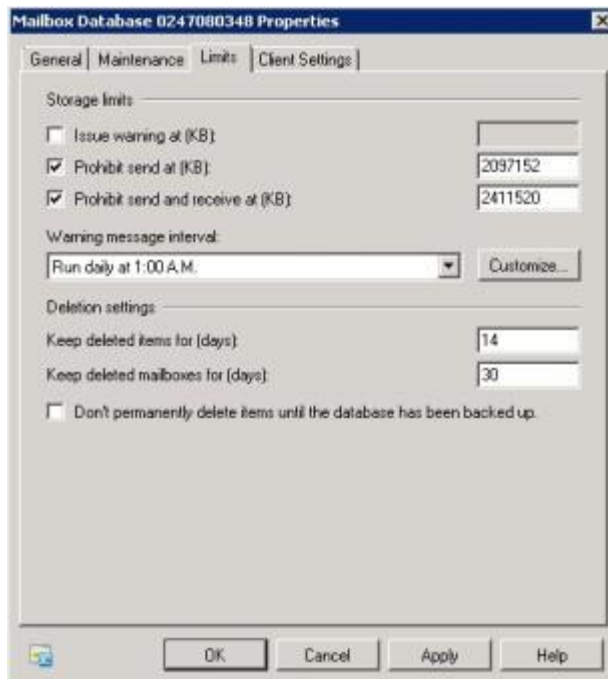 Mailbox Database 0247080348 Properties
General Maintenance Limits Client Settings
Storage limits
Issue warning at (KB):
Prohibit send at (KB): 2097152
Prohibit send and receive at (KB): 2411520
Warning message interval:
Run daily at 1:00 A.M. Customize...
Deletion settings
Keep deleted items for (days): 14
Keep deleted mailboxes for (days): 30
Don't permanently delete items until the database has been backed up.
OK Cancel Apply Help